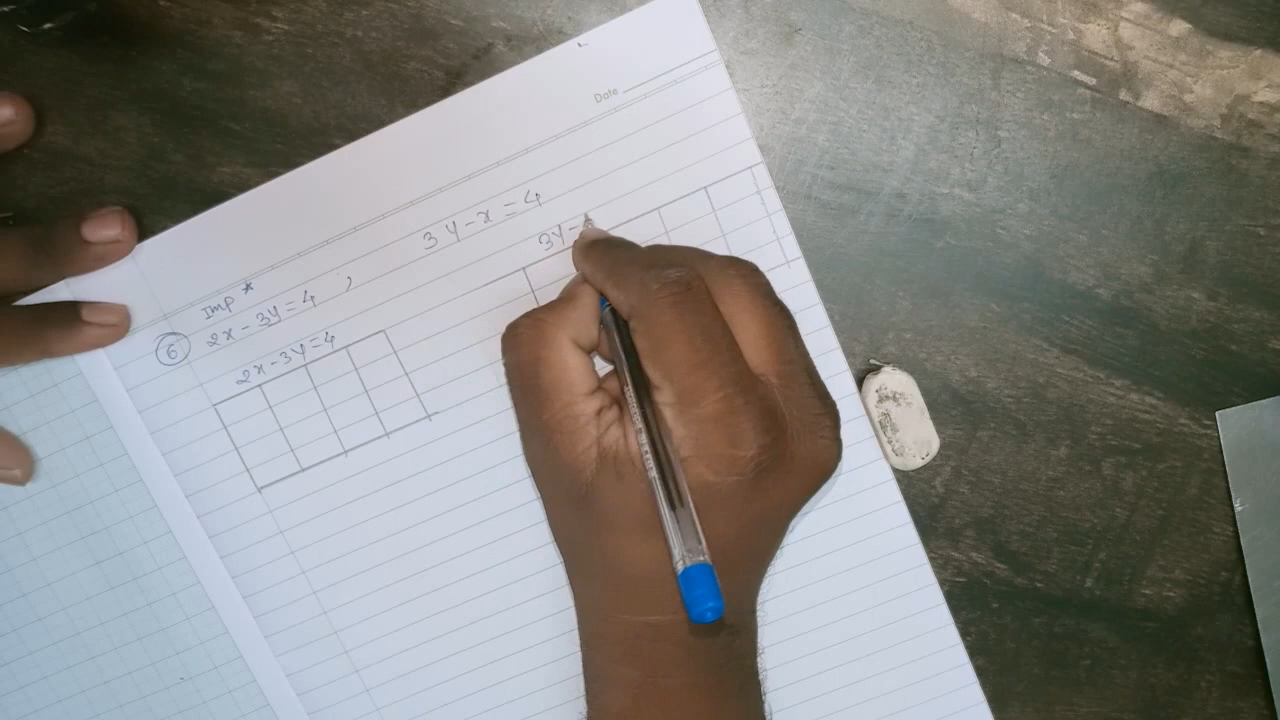 Date
Imp *
⑥ 2x - 3y = 4 , 3y - x = 4
2x - 3y = 4 3y -